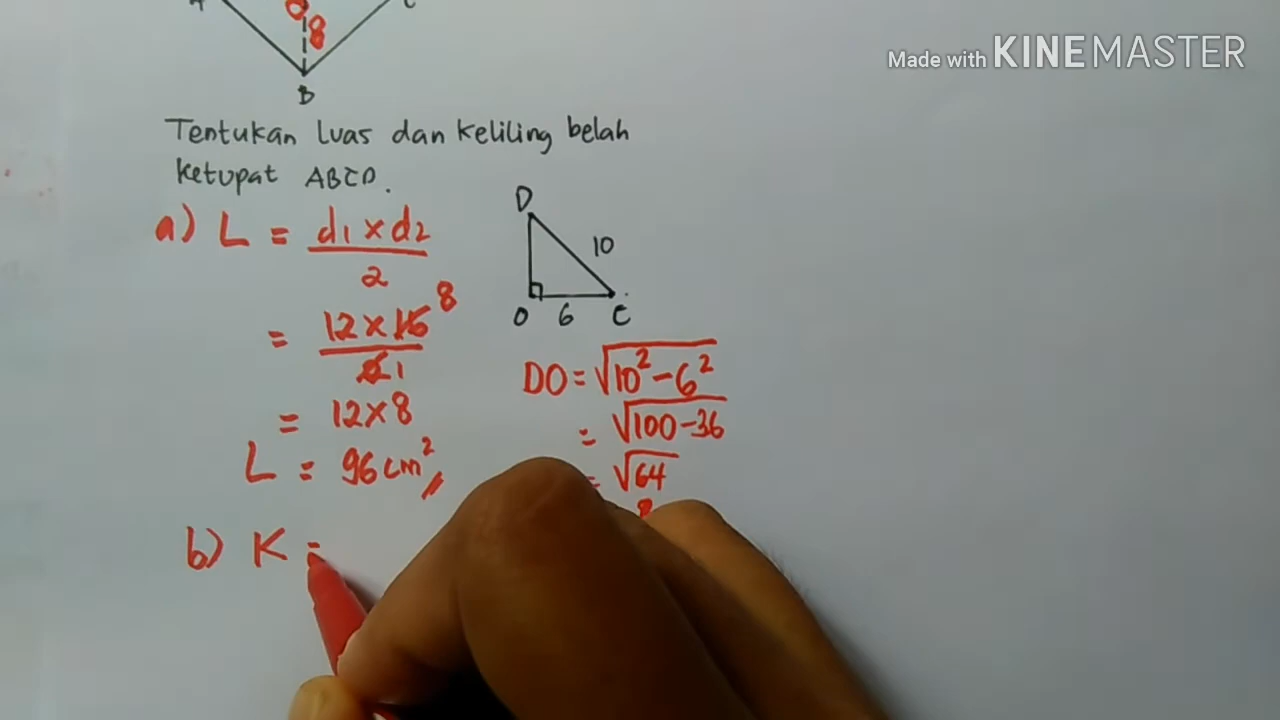 Made with KINEMASTER
8
B
Tentukan luas dan keliling belah
ketupat ABCD.
a) L = d1 x d2
2
= 12 x 16 8
2 1
= 12 x 8
L = 96 cm²
D
10
O 6 C
DO = √10² - 6²
= √100 - 36
= √64
8
b) K =